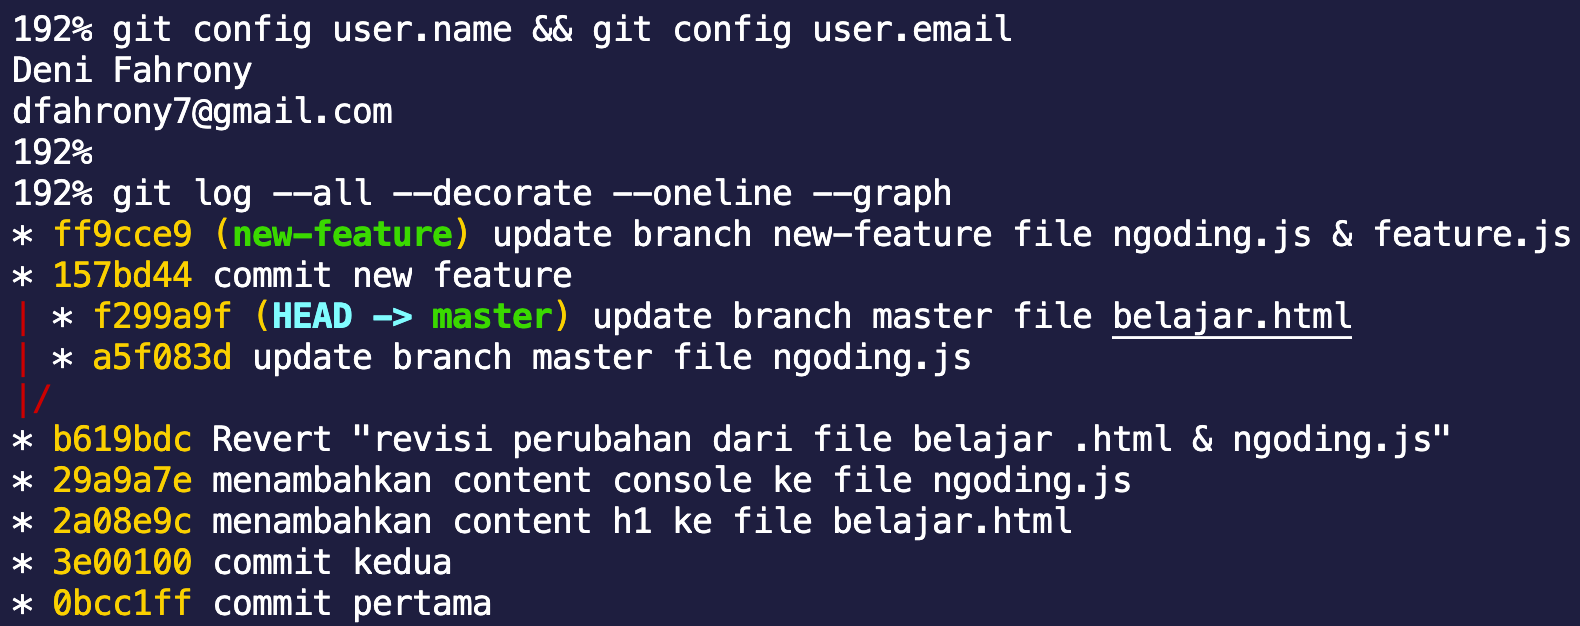 192% git config user.name && git config user.email
Deni Fahrony
dfahrony7@gmail.com
192%
192% git log --all --decorate --oneline --graph
* ff9cce9 (new-feature) update branch new-feature file ngoding.js & feature.js
* 157bd44 commit new feature
| * f299a9f (HEAD -> master) update branch master file belajar.html
| * a5f083d update branch master file ngoding.js
|/
* b619bdc Revert "revisi perubahan dari file belajar .html & ngoding.js"
* 29a9a7e menambahkan content console ke file ngoding.js
* 2a08e9c menambahkan content h1 ke file belajar.html
* 3e00100 commit kedua
* 0bcc1ff commit pertama